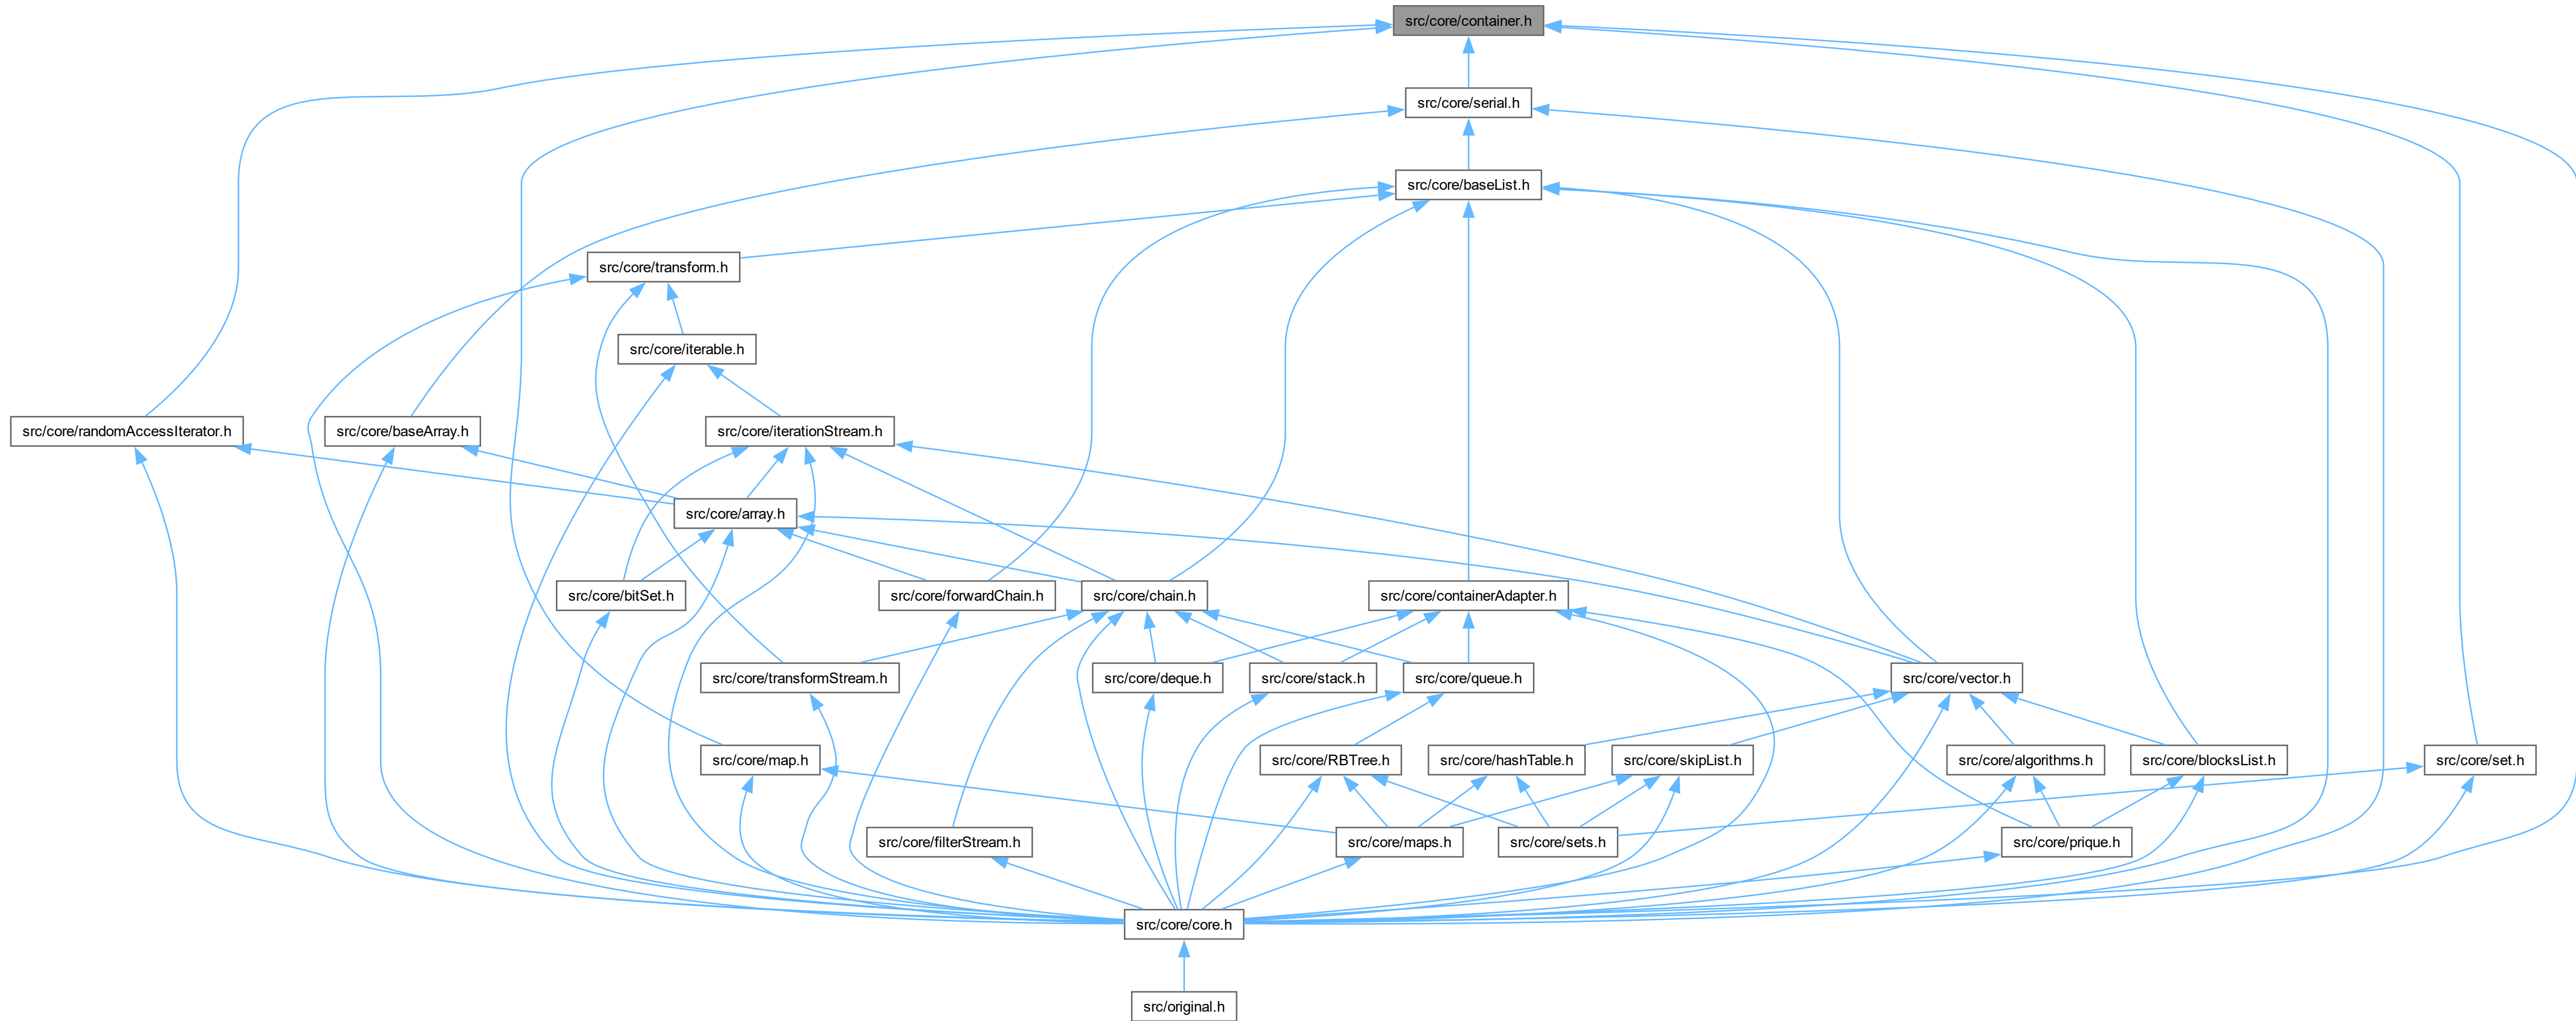 src/core/container.h
src/core/serial.h
src/core/baseList.h
src/core/transform.h
src/core/iterable.h
src/core/randomAccessIterator.h
src/core/baseArray.h
src/core/iterationStream.h
src/core/array.h
src/core/bitSet.h
src/core/forwardChain.h
src/core/chain.h
src/core/containerAdapter.h
src/core/transformStream.h
src/core/deque.h
src/core/stack.h
src/core/queue.h
src/core/vector.h
src/core/map.h
src/core/RBTree.h
src/core/hashTable.h
src/core/skipList.h
src/core/algorithms.h
src/core/blocksList.h
src/core/set.h
src/core/filterStream.h
src/core/maps.h
src/core/sets.h
src/core/prique.h
src/core/core.h
src/original.h